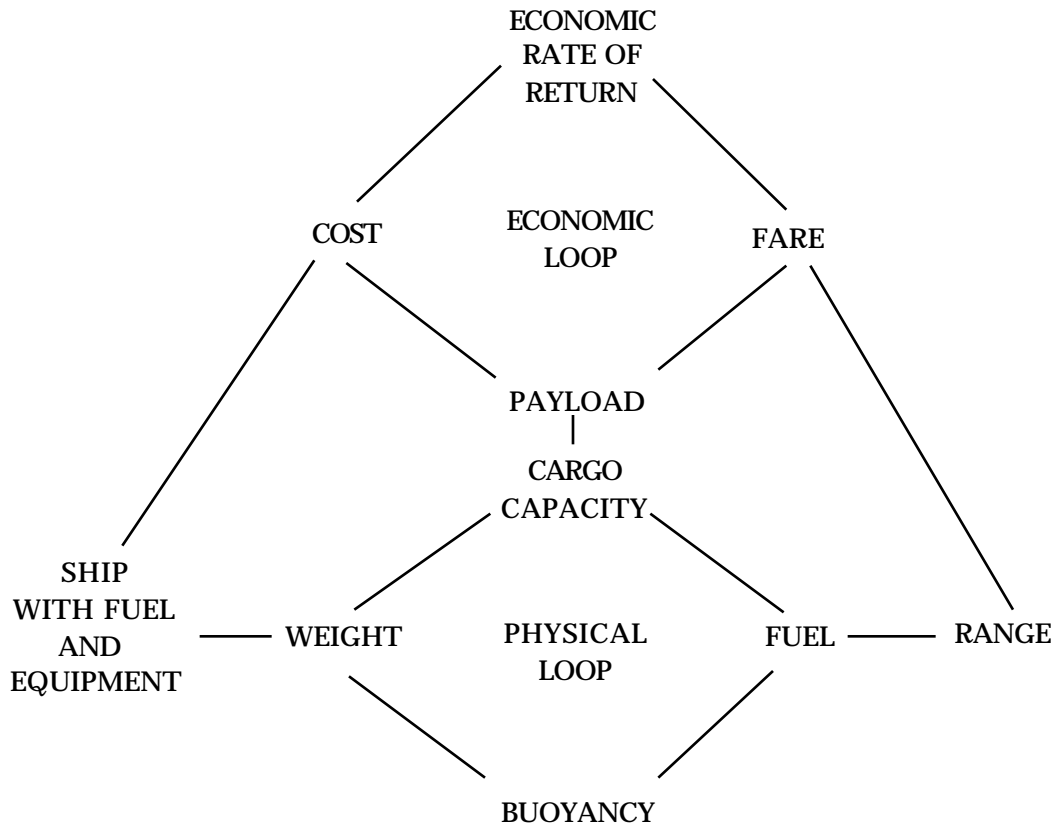 ECONOMIC
RATE OF
RETURN
COST
ECONOMIC
LOOP
FARE
PAYLOAD
CARGO
CAPACITY
SHIP
WITH FUEL
AND
EQUIPMENT
WEIGHT
PHYSICAL
LOOP
FUEL
RANGE
BUOYANCY